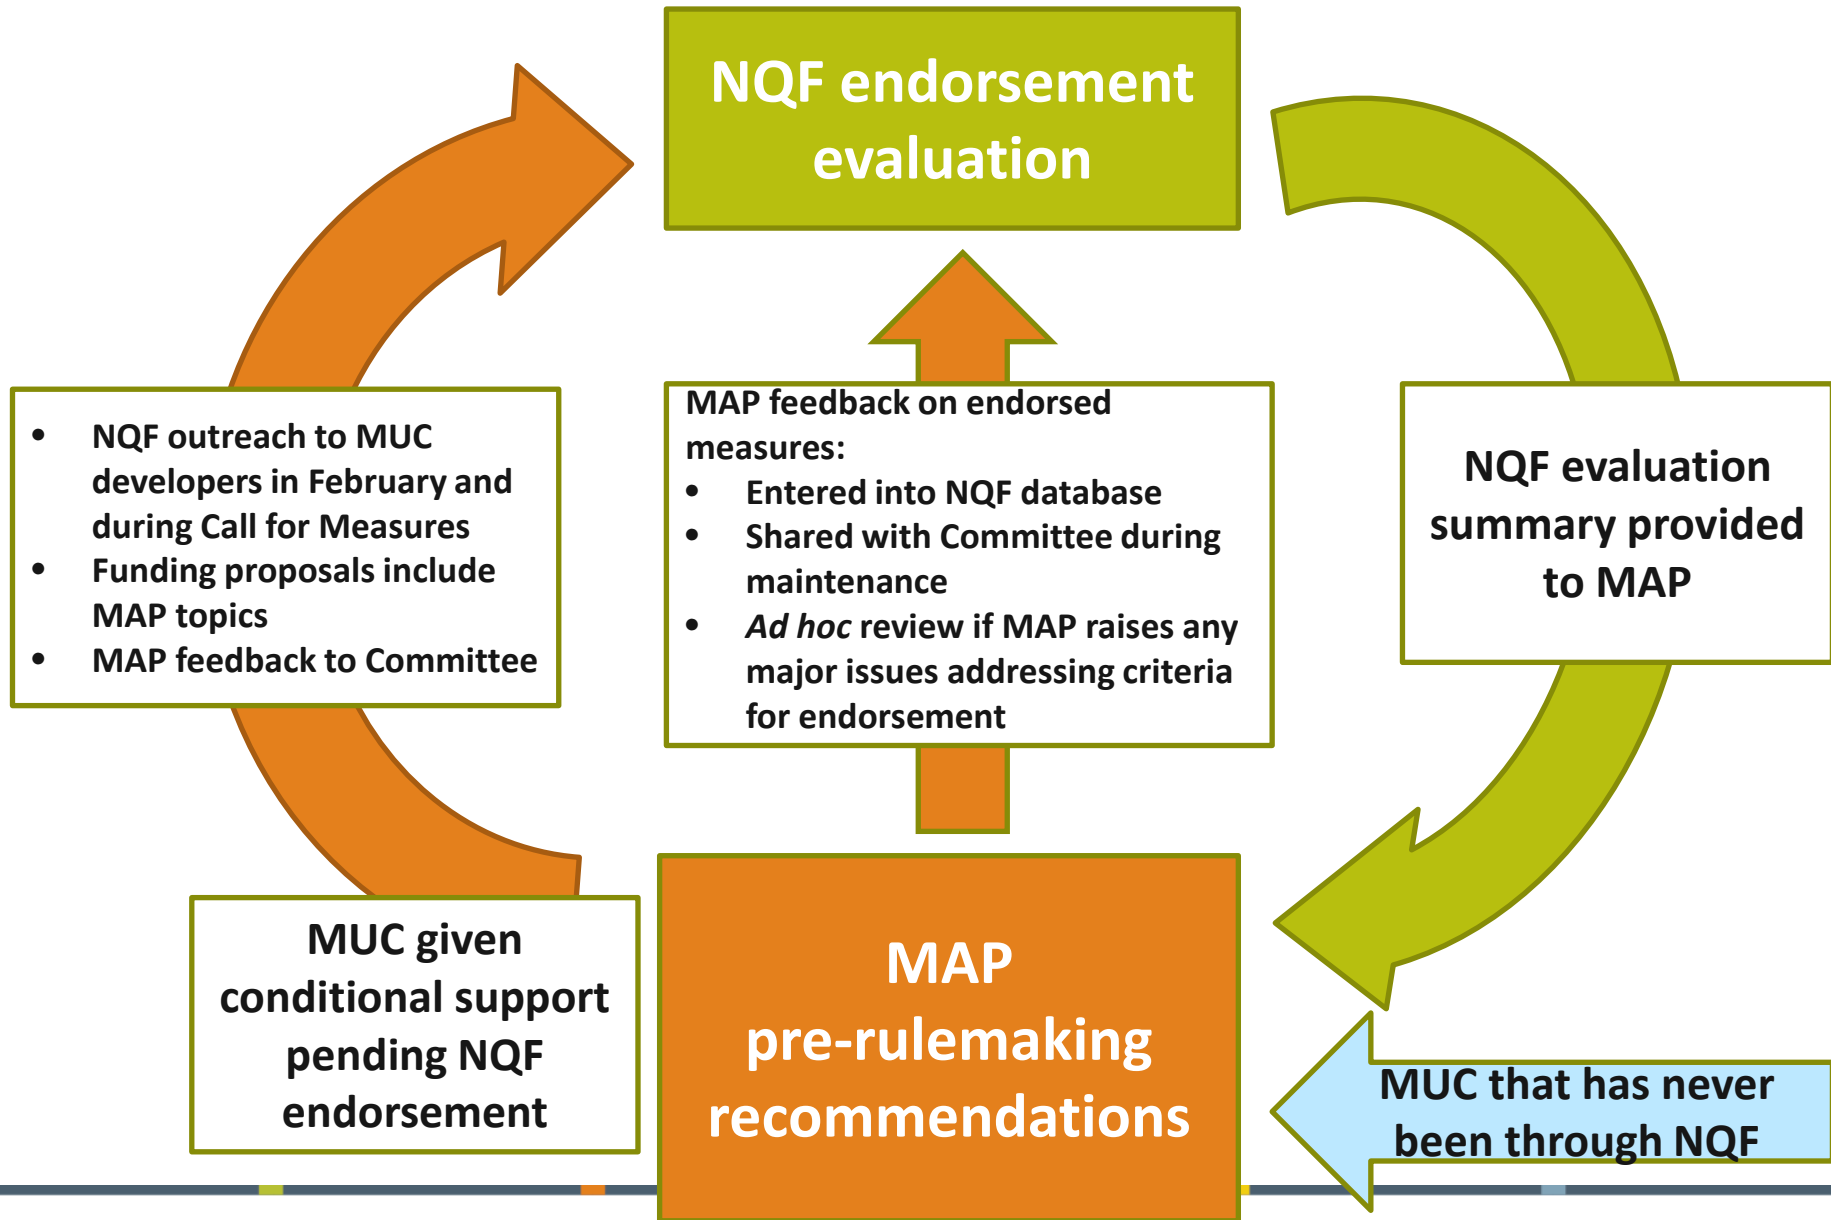 NQF endorsement
evaluation
• NQF outreach to MUC
developers in February and
during Call for Measures
• Funding proposals include
MAP topics
• MAP feedback to Committee
MAP feedback on endorsed
measures:
• Entered into NQF database
• Shared with Committee during
maintenance
• Ad hoc review if MAP raises any
major issues addressing criteria
for endorsement
NQF evaluation
summary provided
to MAP
MUC given
conditional support
pending NQF
endorsement
MAP
pre-rulemaking
recommendations
MUC that has never
been through NQF